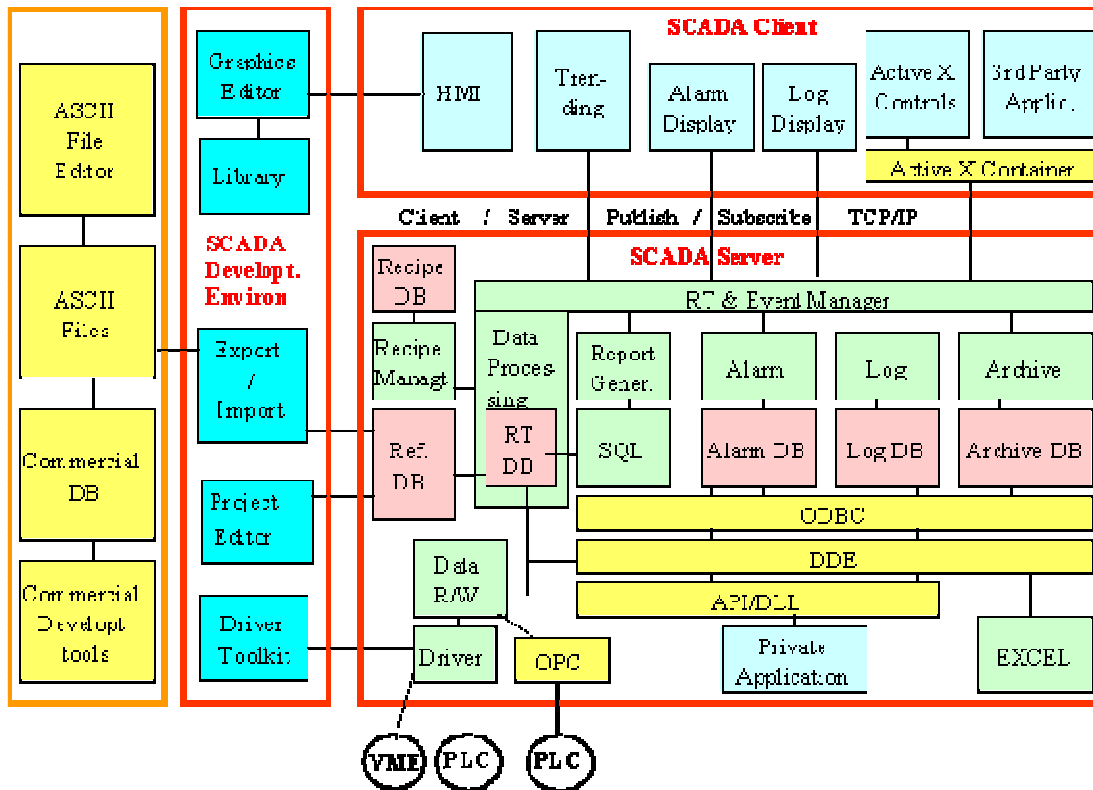 ASCII
File
Editor
ASCII
Files
Commercial
DB
Commercial
Developt
tools
Graphics
Editor
Library
SCADA
Developt.
Environ
Export
/
Import
Project
Editor
Driver
Toolkit
SCADA Client
HMI
Tren-
ding
Alarm
Display
Log
Display
Active X
Controls
3rd Party
Applic.
Active X Container
Client / Server Publish / Subscribe TCP/IP
SCADA Server
Recipe
DB
RT & Event Manager
Recipe
Managt
Data
Proces-
sing
Report
Gener.
Alarm
Log
Archive
Ref.
DB
RT
DB
SQL
Alarm DB
Log DB
Archive DB
ODBC
DDE
API/DLL
Data
R/W
Driver
OPC
Private
Application
EXCEL
VME
PLC
PLC